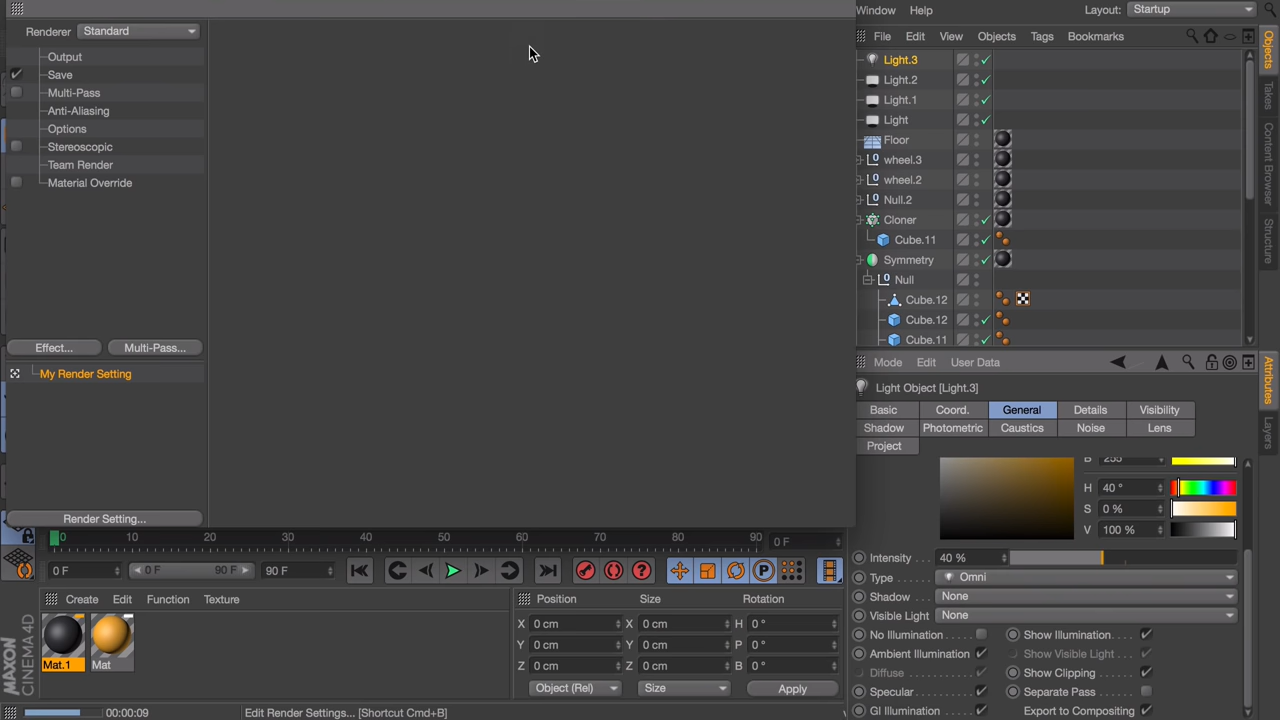 Window Help Layout: Startup
Renderer Standard
Output
Save
Multi-Pass
Anti-Aliasing
Options
Stereoscopic
Team Render
Material Override
Effect... Multi-Pass...
My Render Setting
Render Setting...
File Edit View Objects Tags Bookmarks
Light.3
Light.2
Light.1
Light
Floor
wheel.3
wheel.2
Null.2
Cloner
Cube.11
Symmetry
Null
Cube.12
Cube.12
Cube.11
Objects
Takes
Content Browser
Structure
Mode Edit User Data
Light Object [Light.3]
Basic Coord. General Details Visibility
Shadow Photometric Caustics Noise Lens
Project
B 255
H 40 °
S 0 %
V 100 %
Intensity 40 %
Type Omni
Shadow None
Visible Light None
No Illumination Show Illumination
Ambient Illumination Show Visible Light
Diffuse Show Clipping
Specular Separate Pass
GI Illumination Export to Compositing
Attributes
Layers
0 10 20 30 40 50 60 70 80 90 0 F
0 F 0 F 90 F 90 F
Create Edit Function Texture
Mat.1 Mat
Position Size Rotation
X 0 cm X 0 cm H 0 °
Y 0 cm Y 0 cm P 0 °
Z 0 cm Z 0 cm B 0 °
Object (Rel) Size Apply
MAXON
CINEMA 4D
00:00:09 Edit Render Settings... [Shortcut Cmd+B]